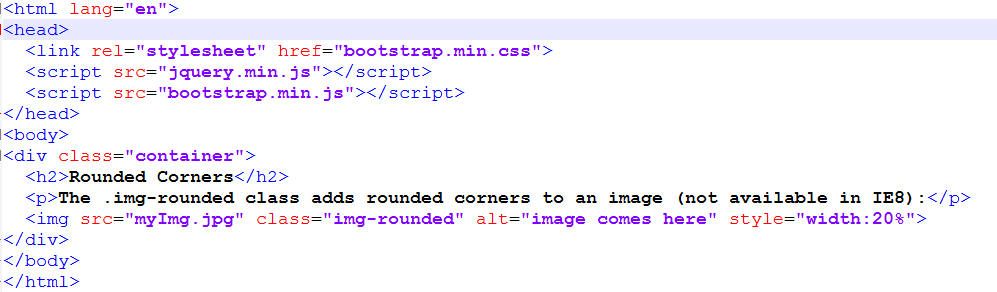 <html lang="en">
<head>
  <link rel="stylesheet" href="bootstrap.min.css">
  <script src="jquery.min.js"></script>
  <script src="bootstrap.min.js"></script>
</head>
<body>
<div class="container">
  <h2>Rounded Corners</h2>
  <p>The .img-rounded class adds rounded corners to an image (not available in IE8):</p>
  <img src="myImg.jpg" class="img-rounded" alt="image comes here" style="width:20%">
</div>
</body>
</html>